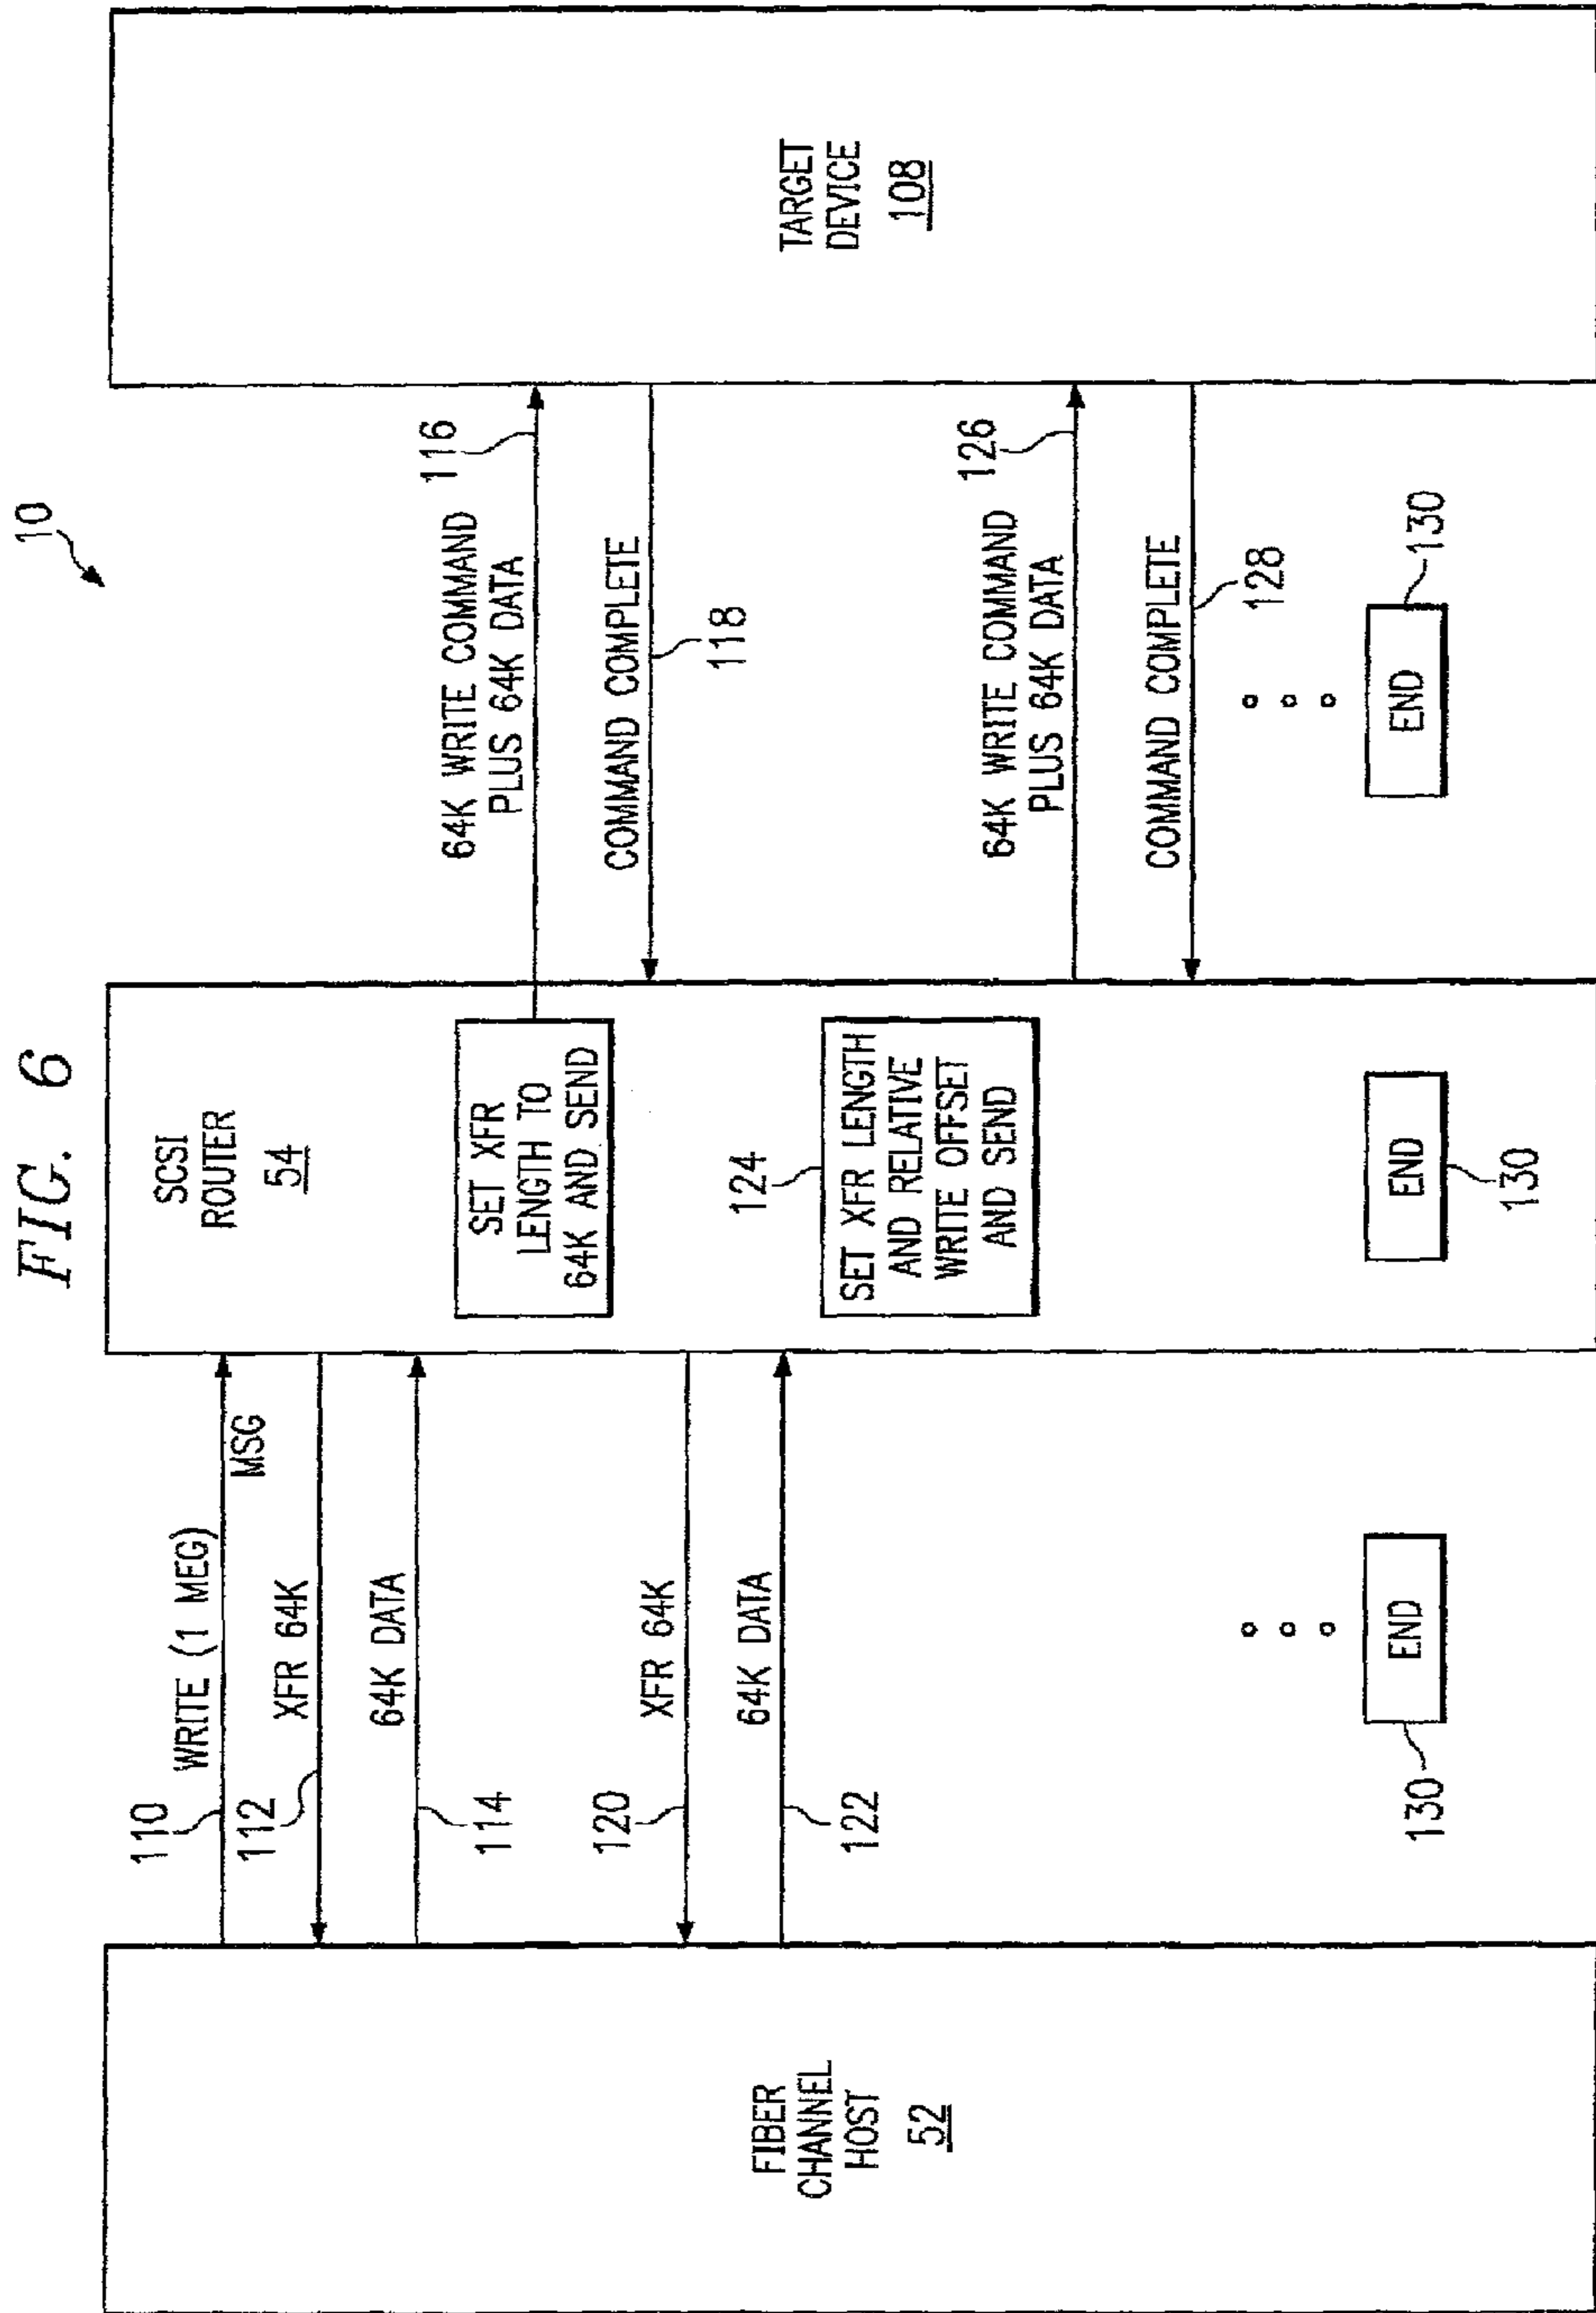 FIG. 6
10
FIBER
CHANNEL
HOST
52
110
WRITE (1 MEG)
MSG
112
XFR 64K
64K DATA
114
120
XFR 64K
64K DATA
122
END
130
SCSI
ROUTER
54
SET XFR
LENGTH TO
64K AND SEND
124
SET XFR LENGTH
AND RELATIVE
WRITE OFFSET
AND SEND
END
130
64K WRITE COMMAND
PLUS 64K DATA
116
COMMAND COMPLETE
118
64K WRITE COMMAND
PLUS 64K DATA
126
COMMAND COMPLETE
128
END
130
TARGET
DEVICE
108